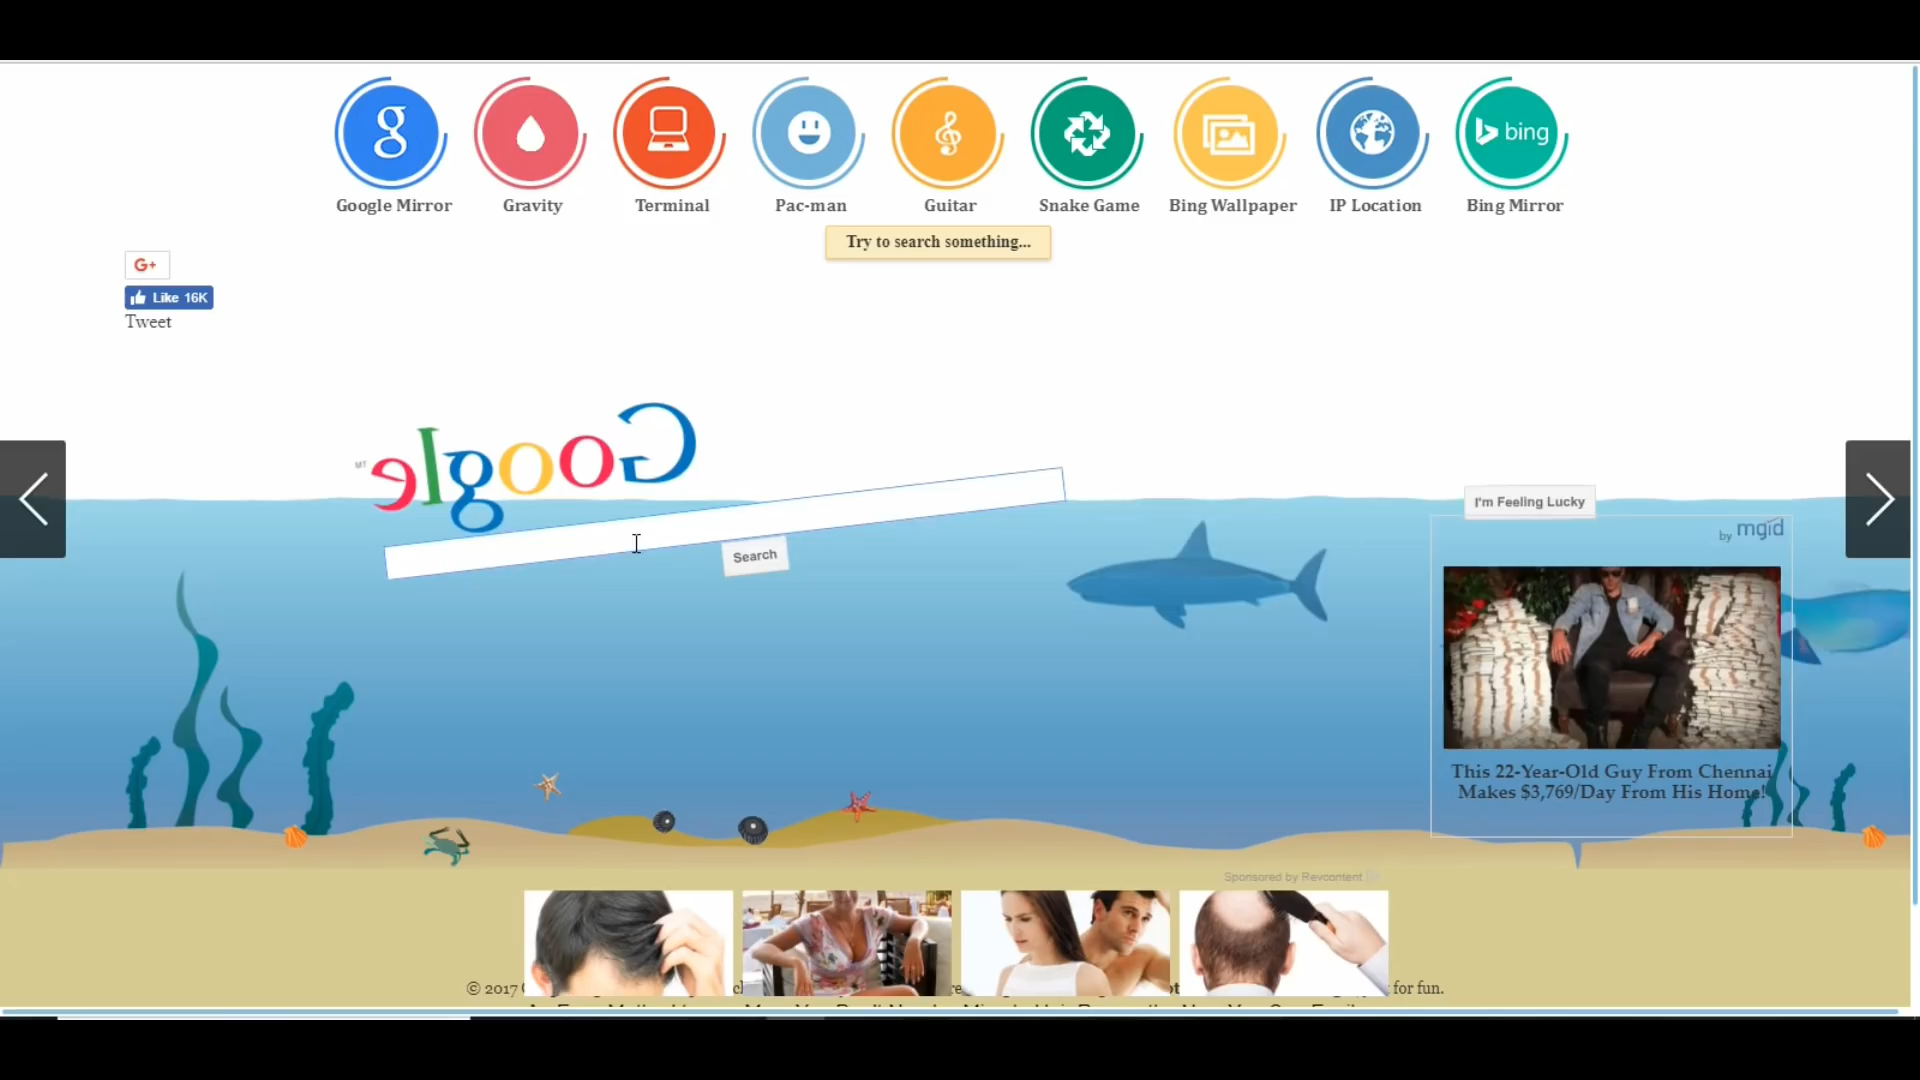 g
bing
Google Mirror
Gravity
Terminal
Pac-man
Guitar
Snake Game
Bing Wallpaper
IP Location
Bing Mirror
Try to search something...
G+
Like 16K
Tweet
Google
TM
I'm Feeling Lucky
by mgid
Search
This 22-Year-Old Guy From Chennai
Makes $3,769/Day From His Home!
Sponsored by Revcontent
© 2017
for fun.